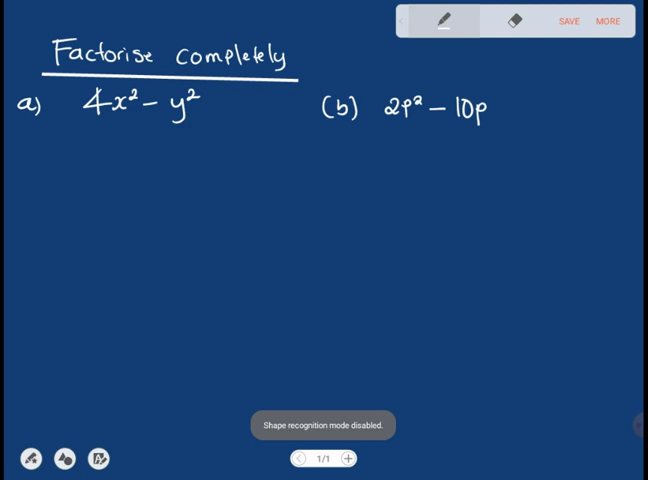 SAVE MORE
Factorise completely
a) 4x² - y² (b) 2p² - 10p
Shape recognition mode disabled.
1/1